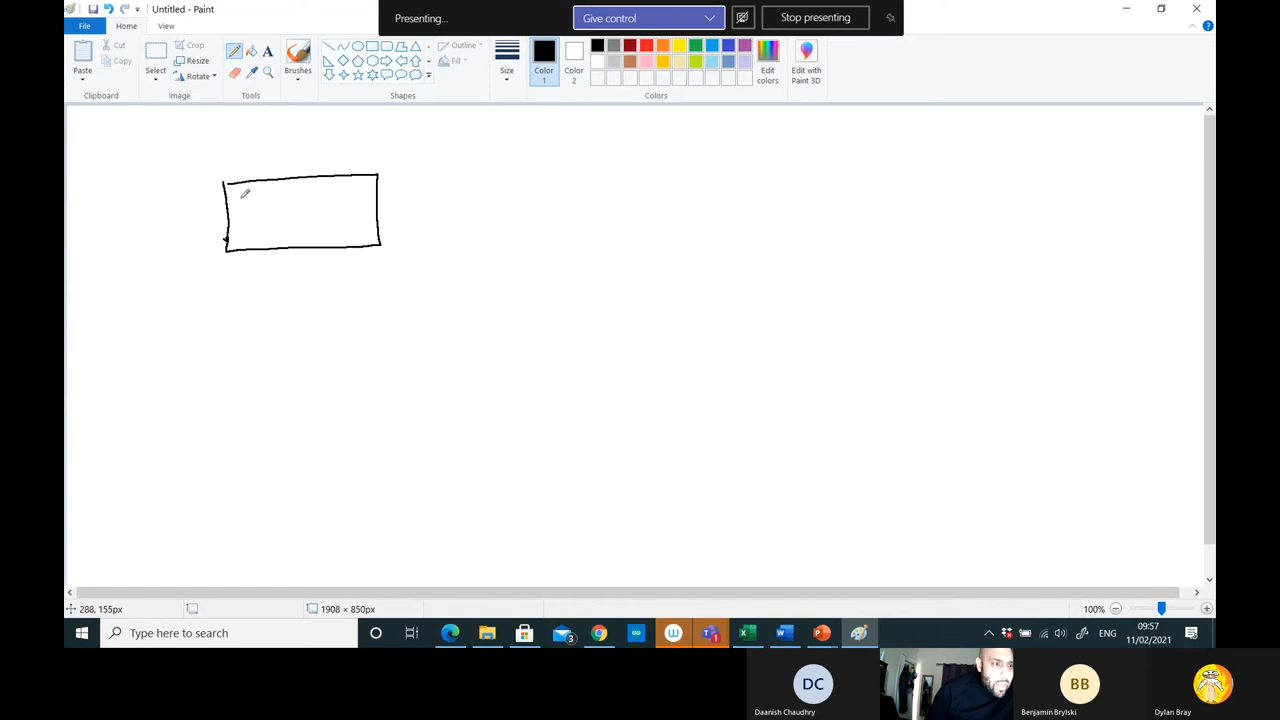 Untitled - Paint
Presenting...
Give control
Stop presenting
File
Home
View
Paste
Cut
Copy
Clipboard
Select
Crop
Resize
Rotate
Image
A
Tools
Brushes
Outline
Fill
Shapes
Size
Color
1
Color
2
Colors
Edit
colors
Edit with
Paint 3D
288, 155px
1908 × 850px
100%
Type here to search
3
W
1
ENG
09:57
11/02/2021
DC
BB
Daanish Chaudhry
Benjamin Brylski
Dylan Bray